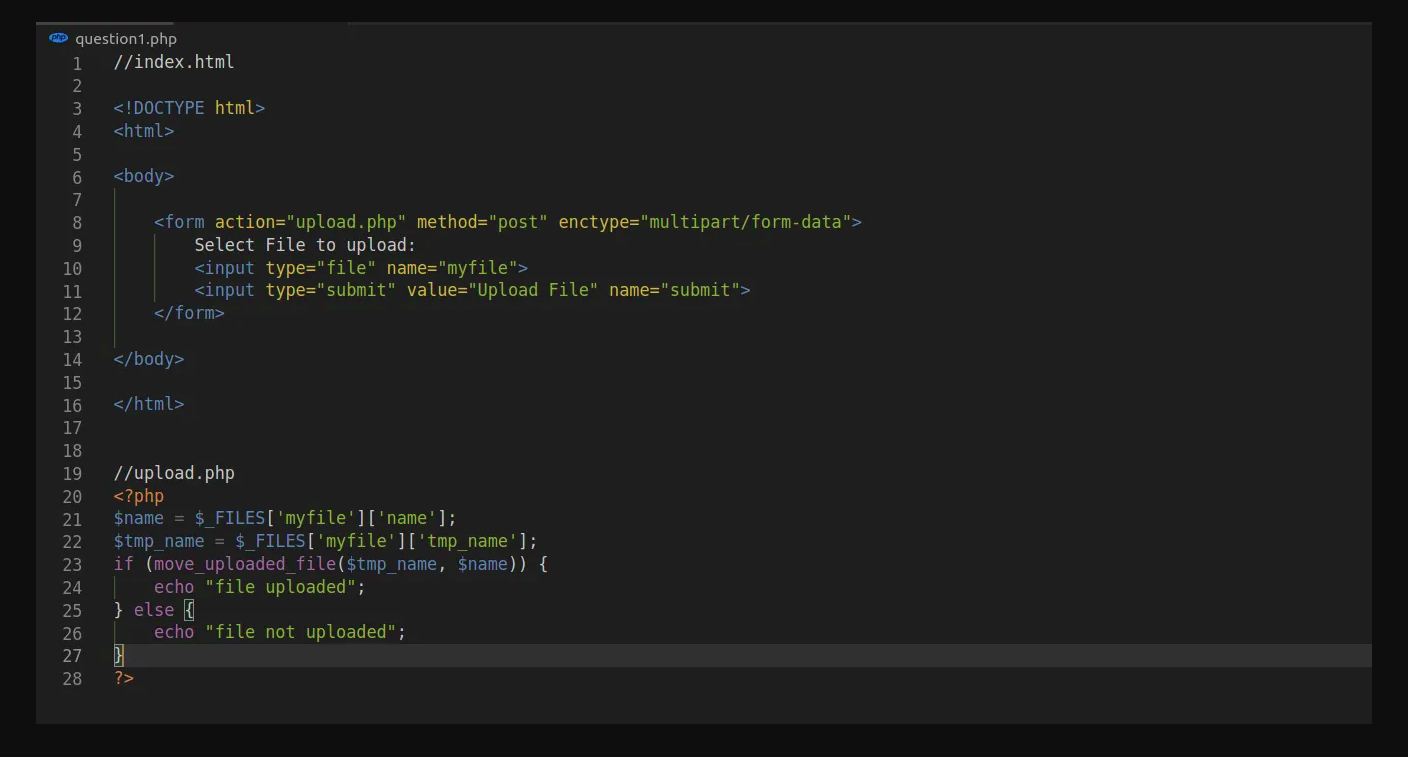 php question1.php
1 //index.html
2
3 <!DOCTYPE html>
4 <html>
5
6 <body>
7
8     <form action="upload.php" method="post" enctype="multipart/form-data">
9         Select File to upload:
10         <input type="file" name="myfile">
11         <input type="submit" value="Upload File" name="submit">
12     </form>
13
14 </body>
15
16 </html>
17
18
19 //upload.php
20 <?php
21 $name = $_FILES['myfile']['name'];
22 $tmp_name = $_FILES['myfile']['tmp_name'];
23 if (move_uploaded_file($tmp_name, $name)) {
24     echo "file uploaded";
25 } else {
26     echo "file not uploaded";
27 }
28 ?>